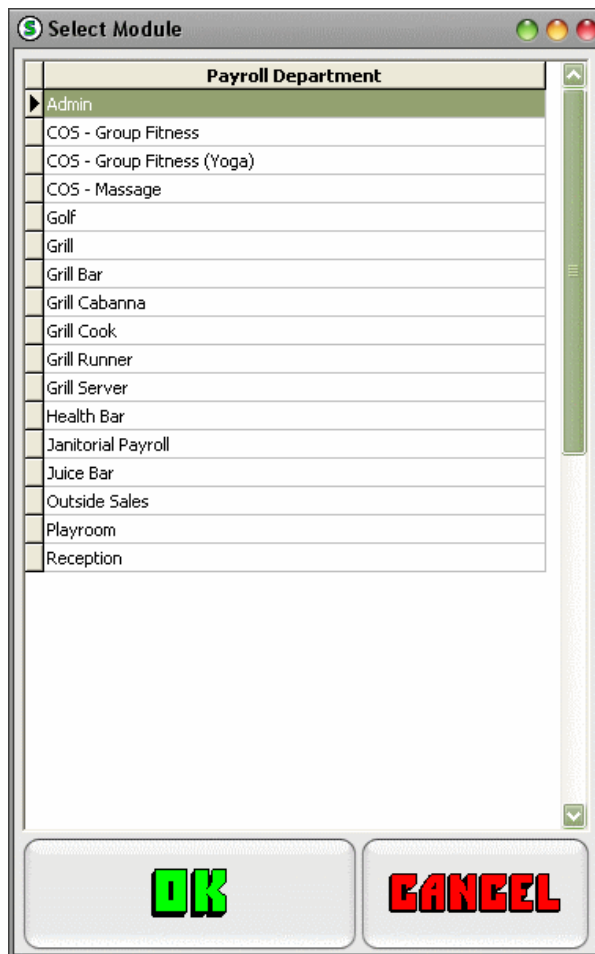 S Select Module
Payroll Department
Admin
COS - Group Fitness
COS - Group Fitness (Yoga)
COS - Massage
Golf
Grill
Grill Bar
Grill Cabanna
Grill Cook
Grill Runner
Grill Server
Health Bar
Janitorial Payroll
Juice Bar
Outside Sales
Playroom
Reception
OK CANCEL